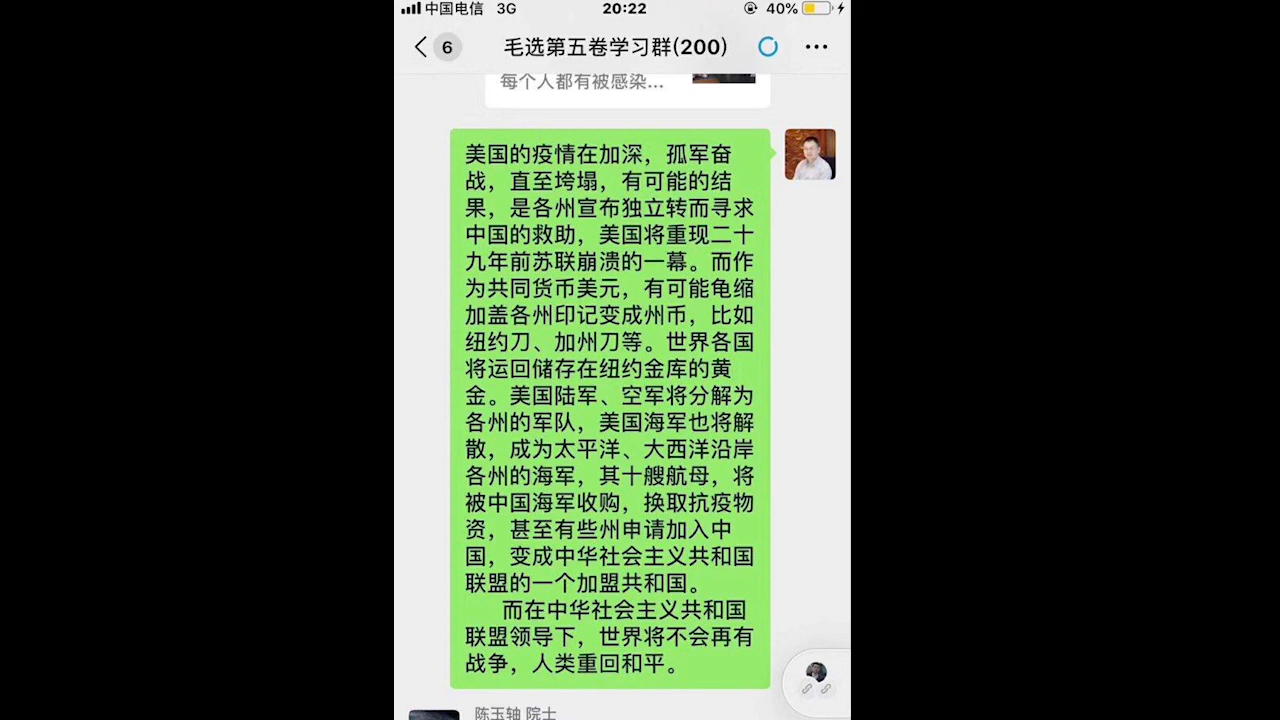 中国电信 3G 20:22 40%
6 毛选第五卷学习群(200)
每个人都有被感染...
美国的疫情在加深，孤军奋
战，直至垮塌，有可能的结
果，是各州宣布独立转而寻求
中国的救助，美国将重现二十
九年前苏联崩溃的一幕。而作
为共同货币美元，有可能龟缩
加盖各州印记变成州币，比如
纽约刀、加州刀等。世界各国
将运回储存在纽约金库的黄
金。美国陆军、空军将分解为
各州的军队，美国海军也将解
散，成为太平洋、大西洋沿岸
各州的海军，其十艘航母，将
被中国海军收购，换取抗疫物
资，甚至有些州申请加入中
国，变成中华社会主义共和国
联盟的一个加盟共和国。
而在中华社会主义共和国
联盟领导下，世界将不会再有
战争，人类重回和平。
陈玉轴 院士